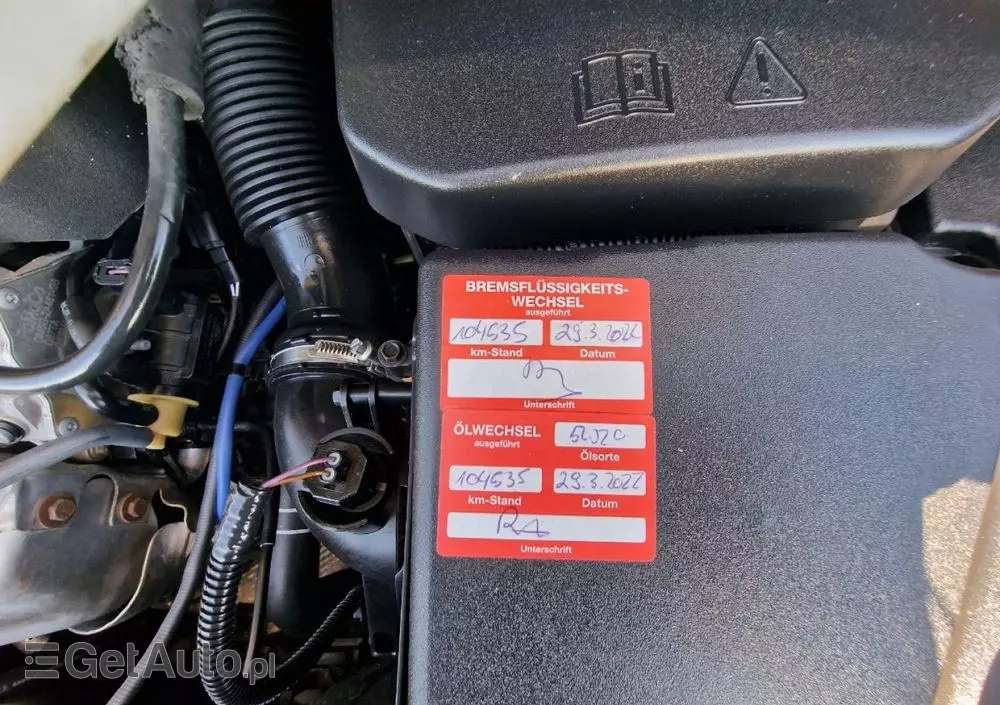 BREMSFLÜSSIGKEITS-
WECHSEL
ausgeführt
104535 29.3.2022
km-Stand Datum
Unterschrift
ÖLWECHSEL
ausgeführt
Ölsorte
104535 29.3.2022
km-Stand Datum
Unterschrift
GetAuto.pl